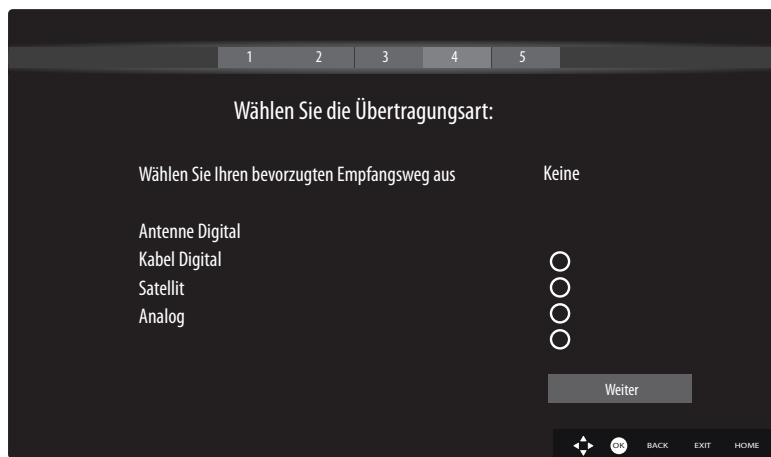 1 2 3 4 5
Wählen Sie die Übertragungsart:
Wählen Sie Ihren bevorzugten Empfangsweg aus Keine
Antenne Digital
Kabel Digital
Satellit
Analog
Weiter
OK BACK EXIT HOME